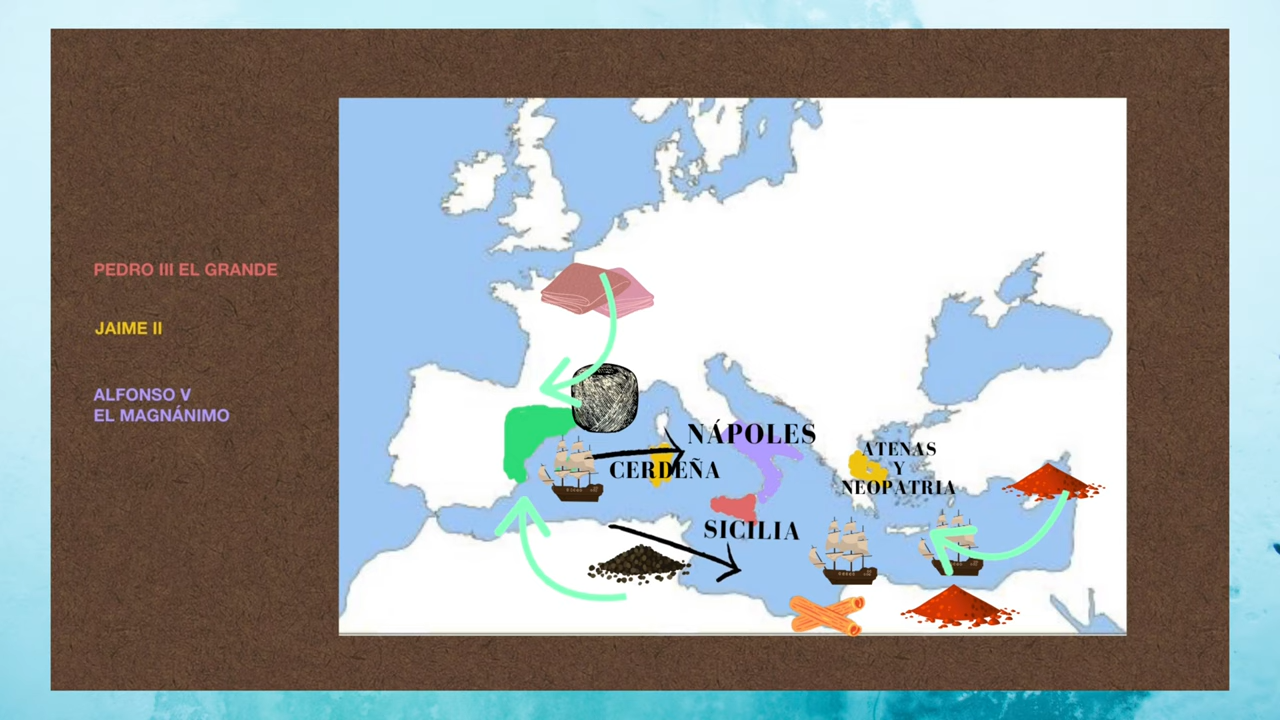 PEDRO III EL GRANDE
JAIME II
ALFONSO V
EL MAGNÁNIMO
NÁPOLES
CERDEÑA
SICILIA
ATENAS
Y
NEOPATRIA